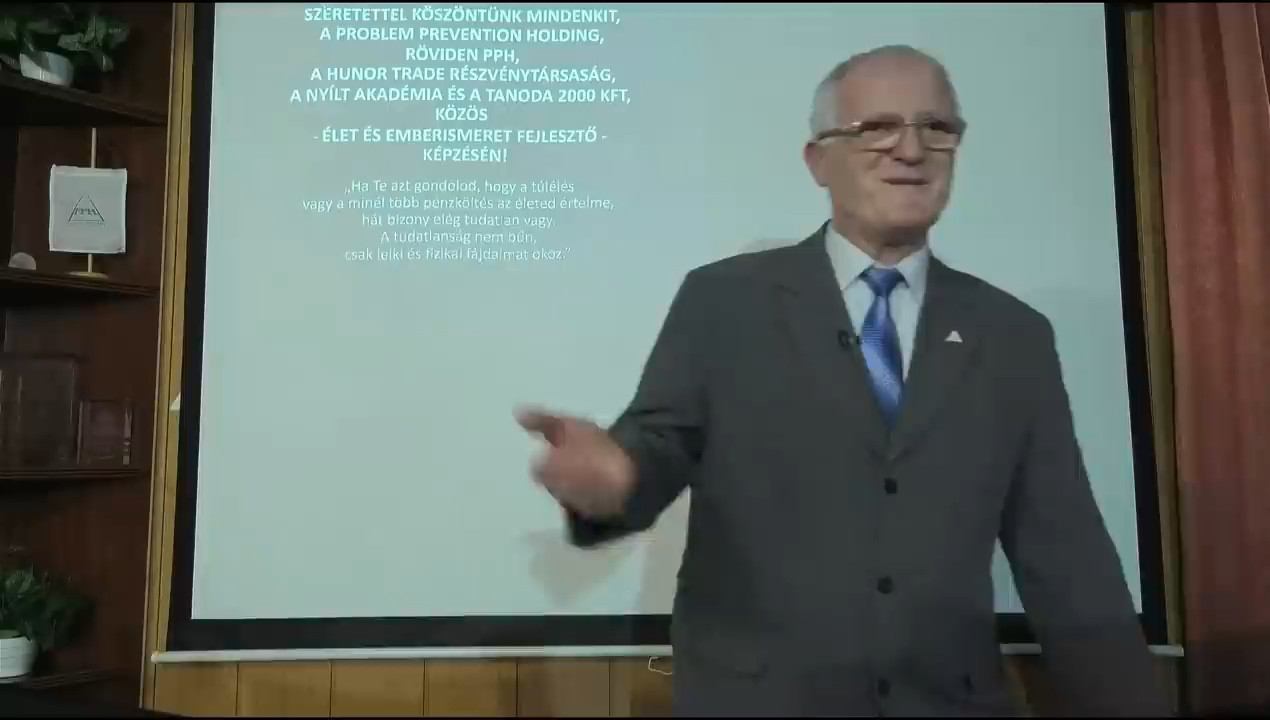 SZERETETTEL KÖSZÖNTÜNK MINDENKIT,
A PROBLEM PREVENTION HOLDING,
RÖVIDEN PPH,
A HUNOR TRADE RÉSZVÉNYTÁRSASÁG,
A NYÍLT AKADÉMIA ÉS A TANODA 2000 KFT,
KÖZÖS
- ÉLET ÉS EMBERISMERET FEJLESZTŐ -
KÉPZÉSÉN!
„Ha Te azt gondolod, hogy a túlélés
vagy a minél több pénzköltés az életed értelme,
hát bizony elég tudatlan vagy.
A tudatlanság nem bűn,
csak lelki és fizikai fájdalmat okoz.”